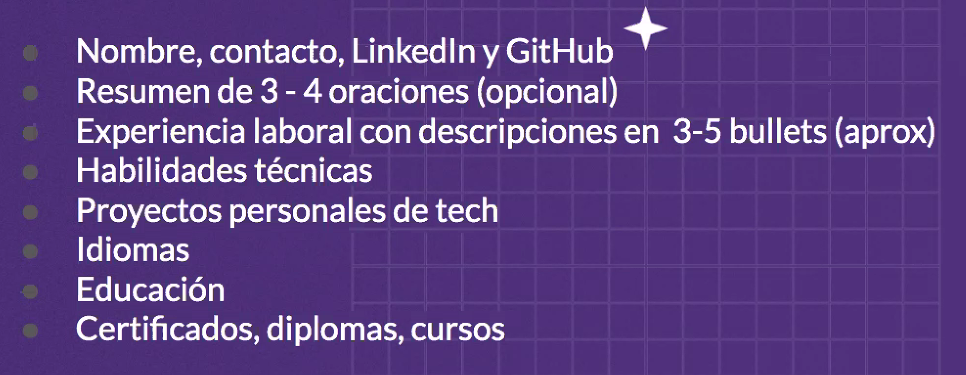 Nombre, contacto, LinkedIn y GitHub
Resumen de 3 - 4 oraciones (opcional)
Experiencia laboral con descripciones en 3-5 bullets (aprox)
Habilidades técnicas
Proyectos personales de tech
Idiomas
Educación
Certificados, diplomas, cursos